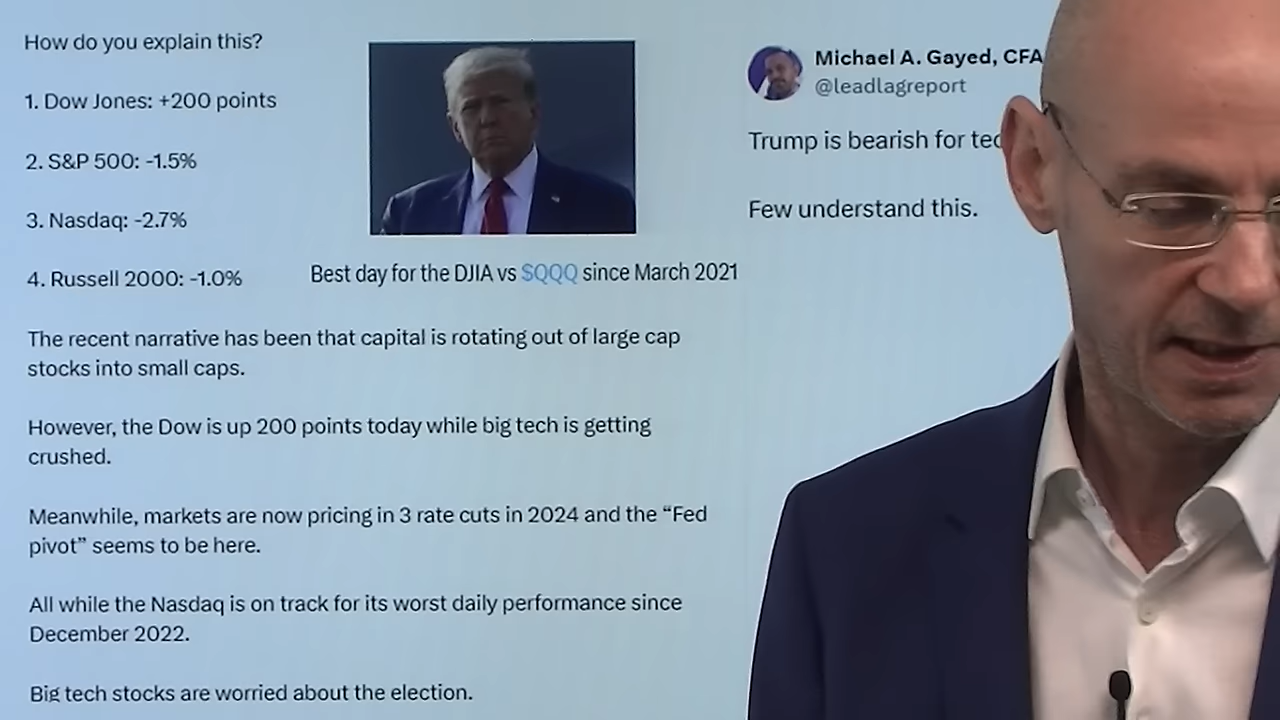 How do you explain this?
1. Dow Jones: +200 points
2. S&P 500: -1.5%
3. Nasdaq: -2.7%
4. Russell 2000: -1.0%
The recent narrative has been that capital is rotating out of large cap
stocks into small caps.
However, the Dow is up 200 points today while big tech is getting
crushed.
Meanwhile, markets are now pricing in 3 rate cuts in 2024 and the “Fed
pivot” seems to be here.
All while the Nasdaq is on track for its worst daily performance since
December 2022.
Big tech stocks are worried about the election.
Best day for the DJIA vs $QQQ since March 2021
Michael A. Gayed, CFA
@leadlagreport
Trump is bearish for
Few understand this.